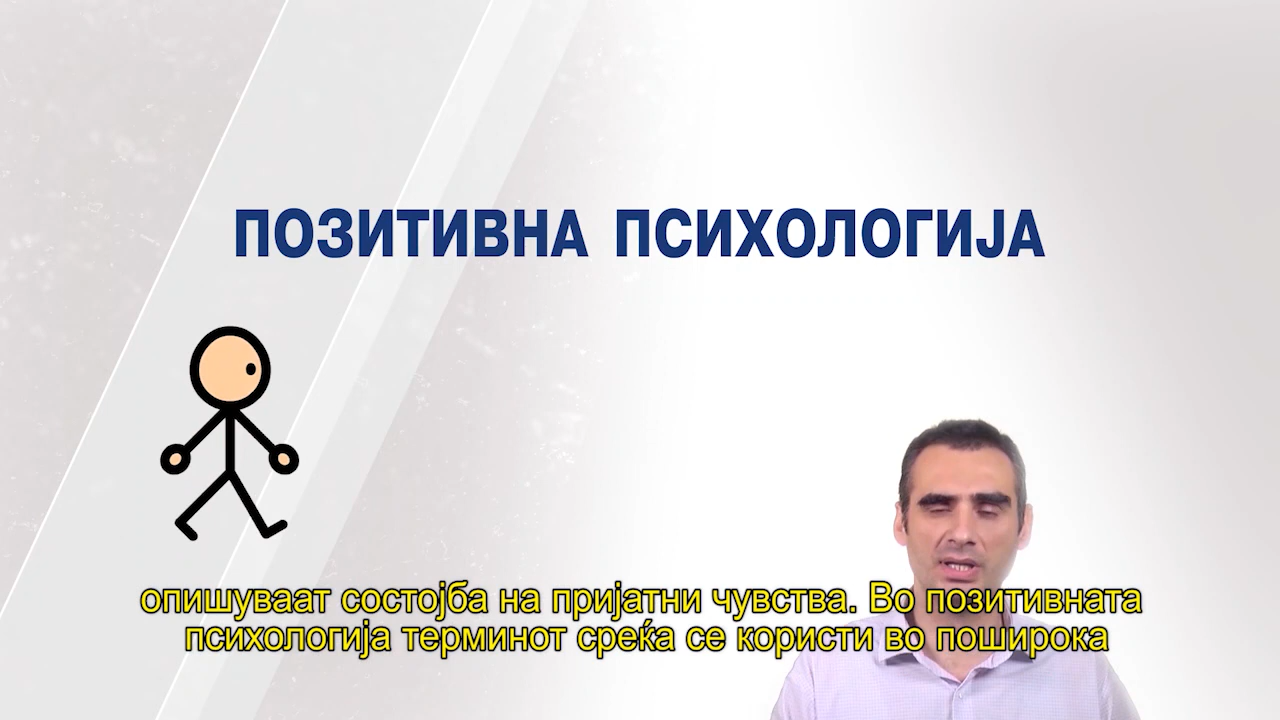 ПОЗИТИВНА ПСИХОЛОГИЈА
опишуваат состојба на пријатни чувства. Во позитивната
психологија терминот среќа се користи во поширока